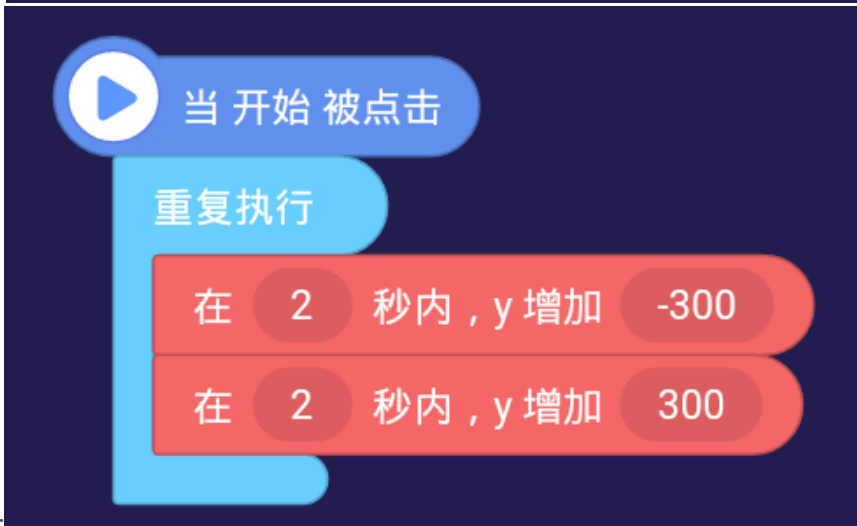 当 开始 被点击
重复执行
在 2 秒内，y 增加 -300
在 2 秒内，y 增加 300